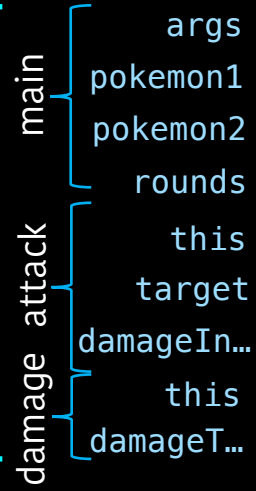 main
args
pokemon1
pokemon2
rounds
attack
this
target
damageIn…
damage
this
damageT…